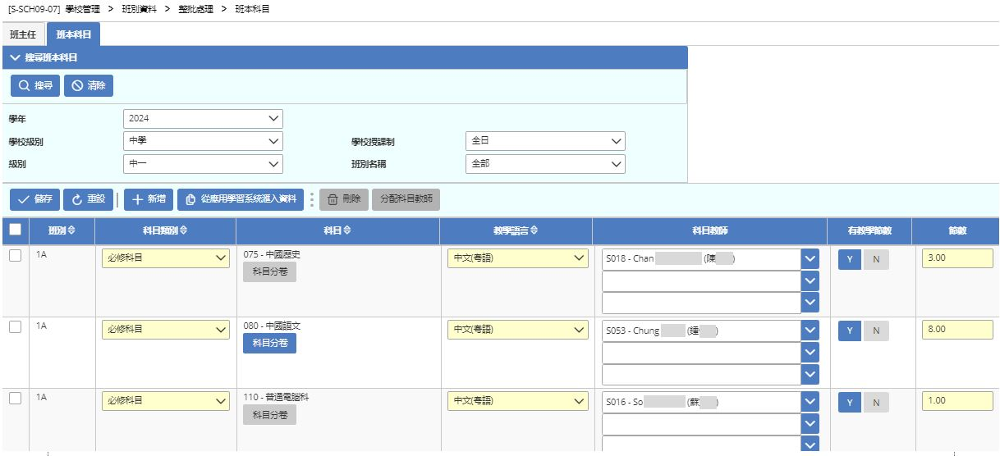 [S-SCH09-07] 學校管理 > 班別資料 > 整批處理 > 班本科目
班主任 班本科目
搜尋班本科目
搜尋 清除
學年 2024
學校級別 中學 學校授課制 全日
級別 中一 班別名稱 全部
儲存 重設 新增 從應用學習系統滙入資料 刪除 分配科目教師
班別 科目類別 科目 教學語言 科目教師 有教學節數 節數
1A 必修科目 075 - 中國歷史 中文(粵語) S018 - Chan (陳 ) Y N 3.00
科目分卷
1A 必修科目 080 - 中國語文 中文(粵語) S053 - Chung (鍾 ) Y N 8.00
科目分卷
1A 必修科目 110 - 普通電腦科 中文(粵語) S016 - So (蘇 ) Y N 1.00
科目分卷